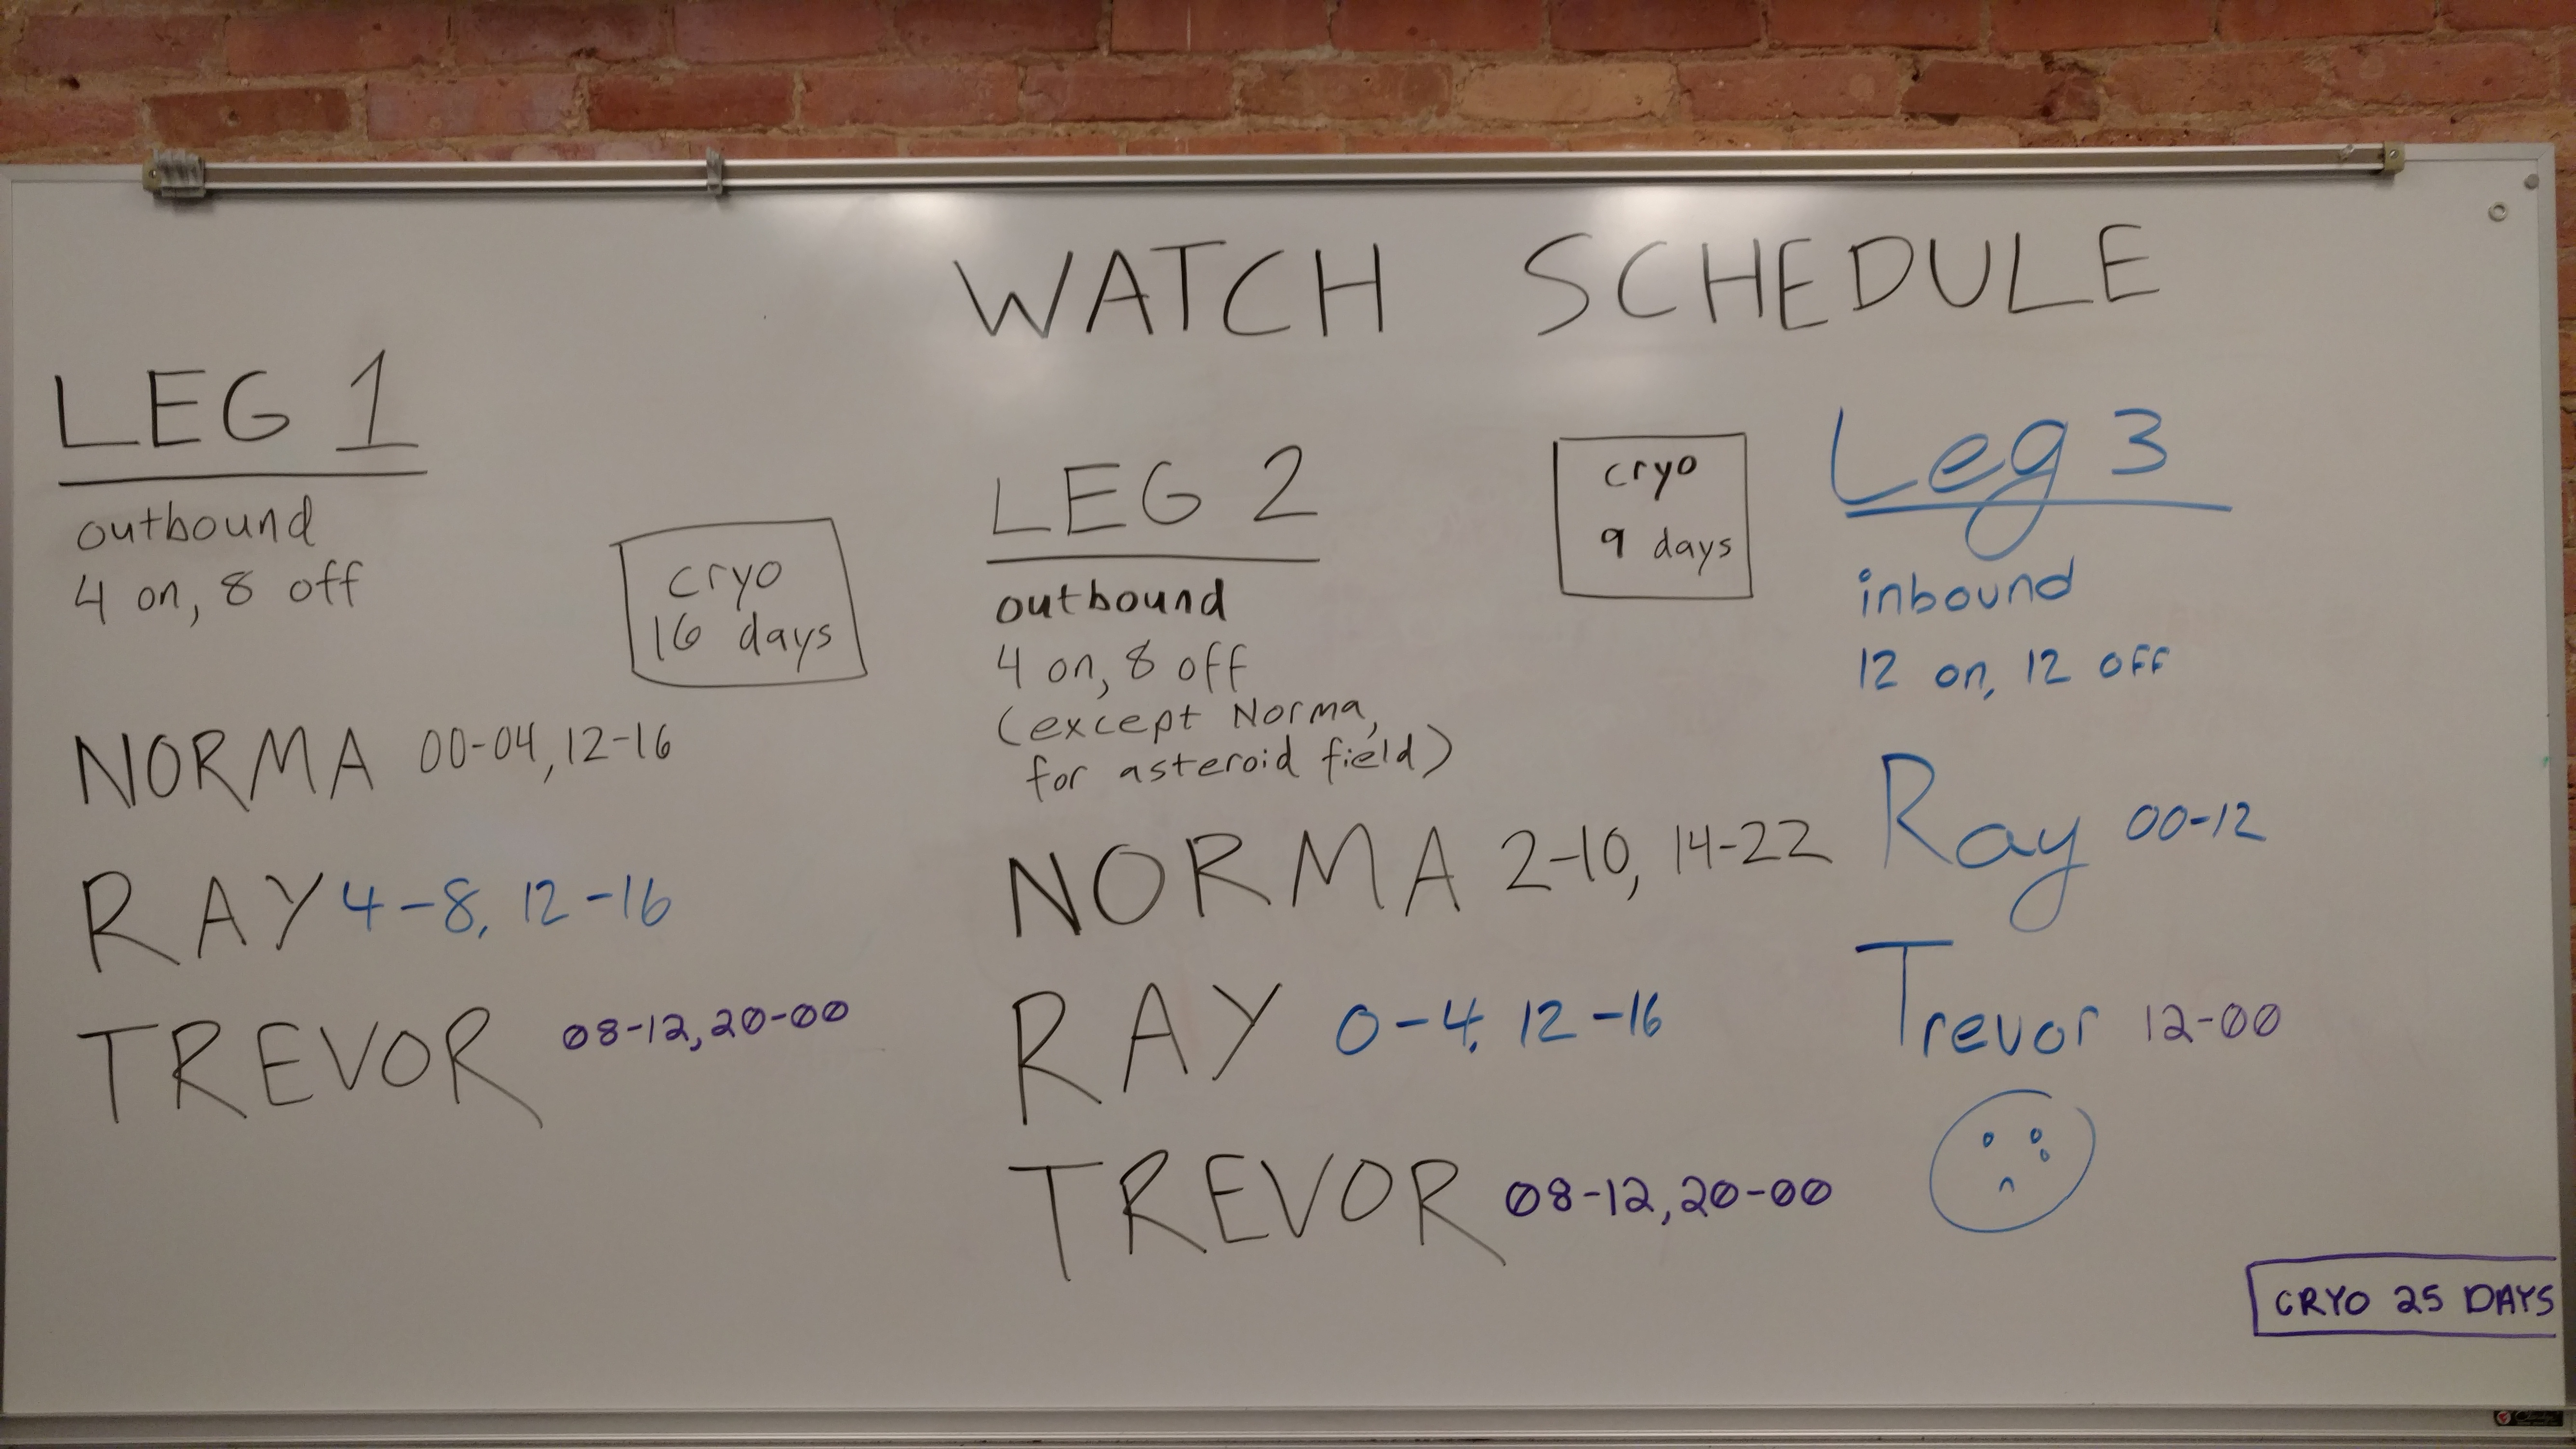 WATCH SCHEDULE
LEG 1
outbound
4 on, 8 off
cryo
16 days
NORMA 00-04, 12-16
RAY 4-8, 12-16
TREVOR 08-12, 20-00
LEG 2
outbound
4 on, 8 off
(except Norma,
for asteroid field)
NORMA 2-10, 14-22
RAY 0-4, 12-16
TREVOR 08-12, 20-00
cryo
9 days
Leg 3
inbound
12 on, 12 off
Ray 00-12
Trevor 12-00
CRYO 25 DAYS